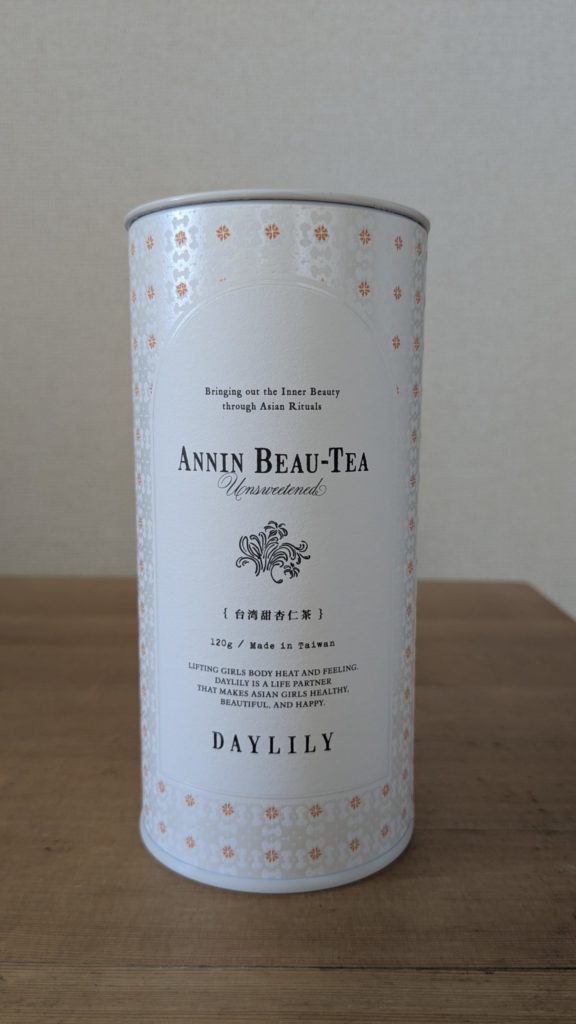 Bringing out the Inner Beauty
through Asian Rituals
ANNIN BEAU-TEA
Unsweetened
{ 台湾甜杏仁茶 }
120g / Made in Taiwan
LIFTING GIRLS BODY HEAT AND FEELING.
DAYLILY IS A LIFE PARTNER
THAT MAKES ASIAN GIRLS HEALTHY,
BEAUTIFUL, AND HAPPY.
DAYLILY